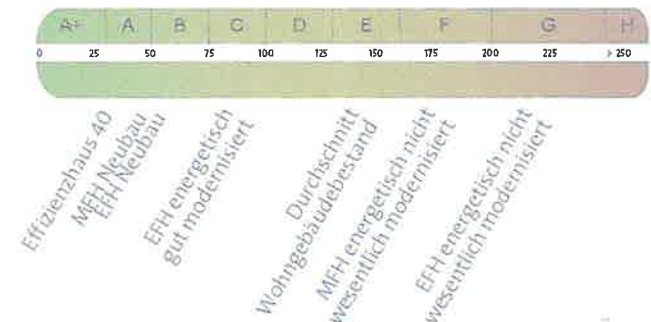 A+ A B C D E F G H
0 25 50 75 100 125 150 175 200 225 > 250
Effizienzhaus 40
MFH Neubau
EFH Neubau
EFH energetisch
gut modernisiert
Durchschnitt
Wohngebäudebestand
MFH energetisch nicht
wesentlich modernisiert
EFH energetisch nicht
wesentlich modernisiert